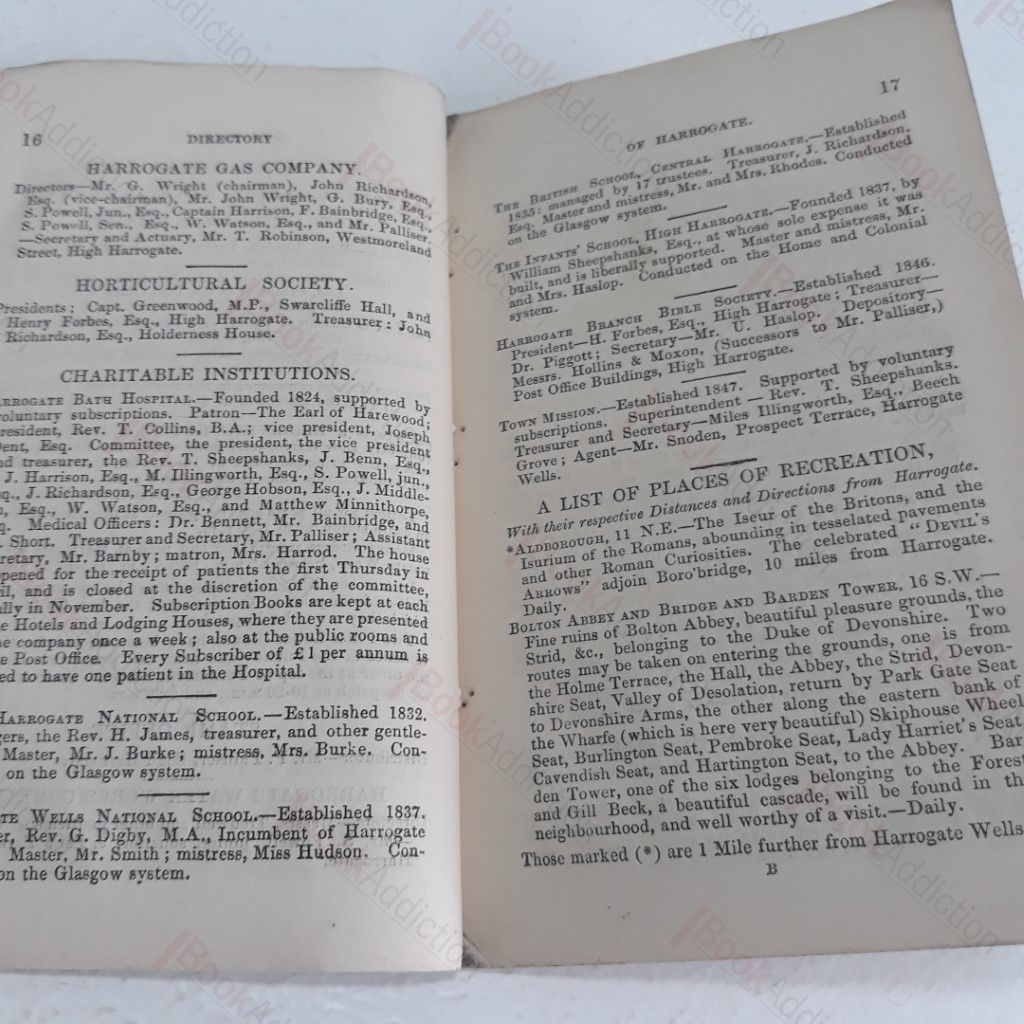 16
DIRECTORY
HARROGATE GAS COMPANY.
Directors—Mr. G. Wright (chairman), John Richardson,
Esq. (vice-chairman), Mr. John Wright, G. Bury, Esq.,
S. Powell, Jun., Esq., Captain Harrison, F. Bainbridge, Esq.,
S. Powell, Sen., Esq., W. Watson, Esq., and Mr. Palliser.
—Secretary and Actuary, Mr. T. Robinson, Westmoreland
Street, High Harrogate.
HORTICULTURAL SOCIETY.
Presidents: Capt. Greenwood, M.P., Swarcliffe Hall, and
Henry Forbes, Esq., High Harrogate. Treasurer: John
Richardson, Esq., Holderness House.
CHARITABLE INSTITUTIONS.
ARROGATE BATH HOSPITAL.—Founded 1824, supported by
voluntary subscriptions. Patron—The Earl of Harewood;
resident, Rev. T. Collins, B.A.; vice president, Joseph
ent, Esq. Committee, the president, the vice president
nd treasurer, the Rev. T. Sheepshanks, J. Benn, Esq.,
J. Harrison, Esq., M. Illingworth, Esq., S. Powell, jun.,
sq., J. Richardson, Esq., George Hobson, Esq., J. Middle-
n, Esq., W. Watson, Esq., and Matthew Minnithorpe,
q. Medical Officers: Dr. Bennett, Mr. Bainbridge, and
Short. Treasurer and Secretary, Mr. Palliser; Assistant
retary, Mr. Barnby; matron, Mrs. Harrod. The house
pened for the receipt of patients the first Thursday in
il, and is closed at the discretion of the committee,
lly in November. Subscription Books are kept at each
e Hotels and Lodging Houses, where they are presented
he company once a week; also at the public rooms and
e Post Office. Every Subscriber of £1 per annum is
ed to have one patient in the Hospital.
HARROGATE NATIONAL SCHOOL.—Established 1832.
gers, the Rev. H. James, treasurer, and other gentle-
Master, Mr. J. Burke; mistress, Mrs. Burke. Con-
on the Glasgow system.
TE WELLS NATIONAL SCHOOL.—Established 1837.
er, Rev. G. Digby, M.A., Incumbent of Harrogate
Master, Mr. Smith; mistress, Miss Hudson. Con-
on the Glasgow system.
17
OF HARROGATE.
THE BRITISH SCHOOL, CENTRAL HARROGATE.—Established
1835: managed by 17 trustees. Treasurer, J. Richardson,
Esq. Master and mistress, Mr. and Mrs. Rhodes. Conducted
on the Glasgow system.
THE INFANTS' SCHOOL, HIGH HARROGATE.—Founded 1837, by
William Sheepshanks, Esq., at whose sole expense it was
built, and is liberally supported. Master and mistress, Mr.
and Mrs. Haslop. Conducted on the Home and Colonial
system.
HARROGATE BRANCH BIBLE SOCIETY.—Established 1846.
President—H. Forbes, Esq., High Harrogate; Treasurer—
Dr. Piggott; Secretary—Mr. U. Haslop. Depository—
Messrs. Hollins & Moxon, (Successors to Mr. Palliser,)
Post Office Buildings, High Harrogate.
TOWN MISSION.—Established 1847. Supported by voluntary
subscriptions. Superintendent — Rev. T. Sheepshanks.
Treasurer and Secretary—Miles Illingworth, Esq., Beech
Grove; Agent—Mr. Snoden, Prospect Terrace, Harrogate
Wells.
A LIST OF PLACES OF RECREATION,
With their respective Distances and Directions from Harrogate.
*ALDBOROUGH, 11 N.E.—The Iseur of the Britons, and the
Isurium of the Romans, abounding in tesselated pavements
and other Roman Curiosities. The celebrated "DEVIL'S
ARROWS" adjoin Boro'bridge, 10 miles from Harrogate.
Daily.
BOLTON ABBEY AND BRIDGE AND BARDEN TOWER, 16 S.W.—
Fine ruins of Bolton Abbey, beautiful pleasure grounds, the
Strid, &c., belonging to the Duke of Devonshire. Two
routes may be taken on entering the grounds, one is from
the Holme Terrace, the Hall, the Abbey, the Strid, Devon-
shire Seat, Valley of Desolation, return by Park Gate Seat
to Devonshire Arms, the other along the eastern bank of
the Wharfe (which is here very beautiful) Skiphouse Wheel
Seat, Burlington Seat, Pembroke Seat, Lady Harriet's Seat
Cavendish Seat, and Hartington Seat, to the Abbey. Bar
den Tower, one of the six lodges belonging to the Forest
and Gill Beck, a beautiful cascade, will be found in th
neighbourhood, and well worthy of a visit.—Daily.
Those marked (*) are 1 Mile further from Harrogate Wells
B